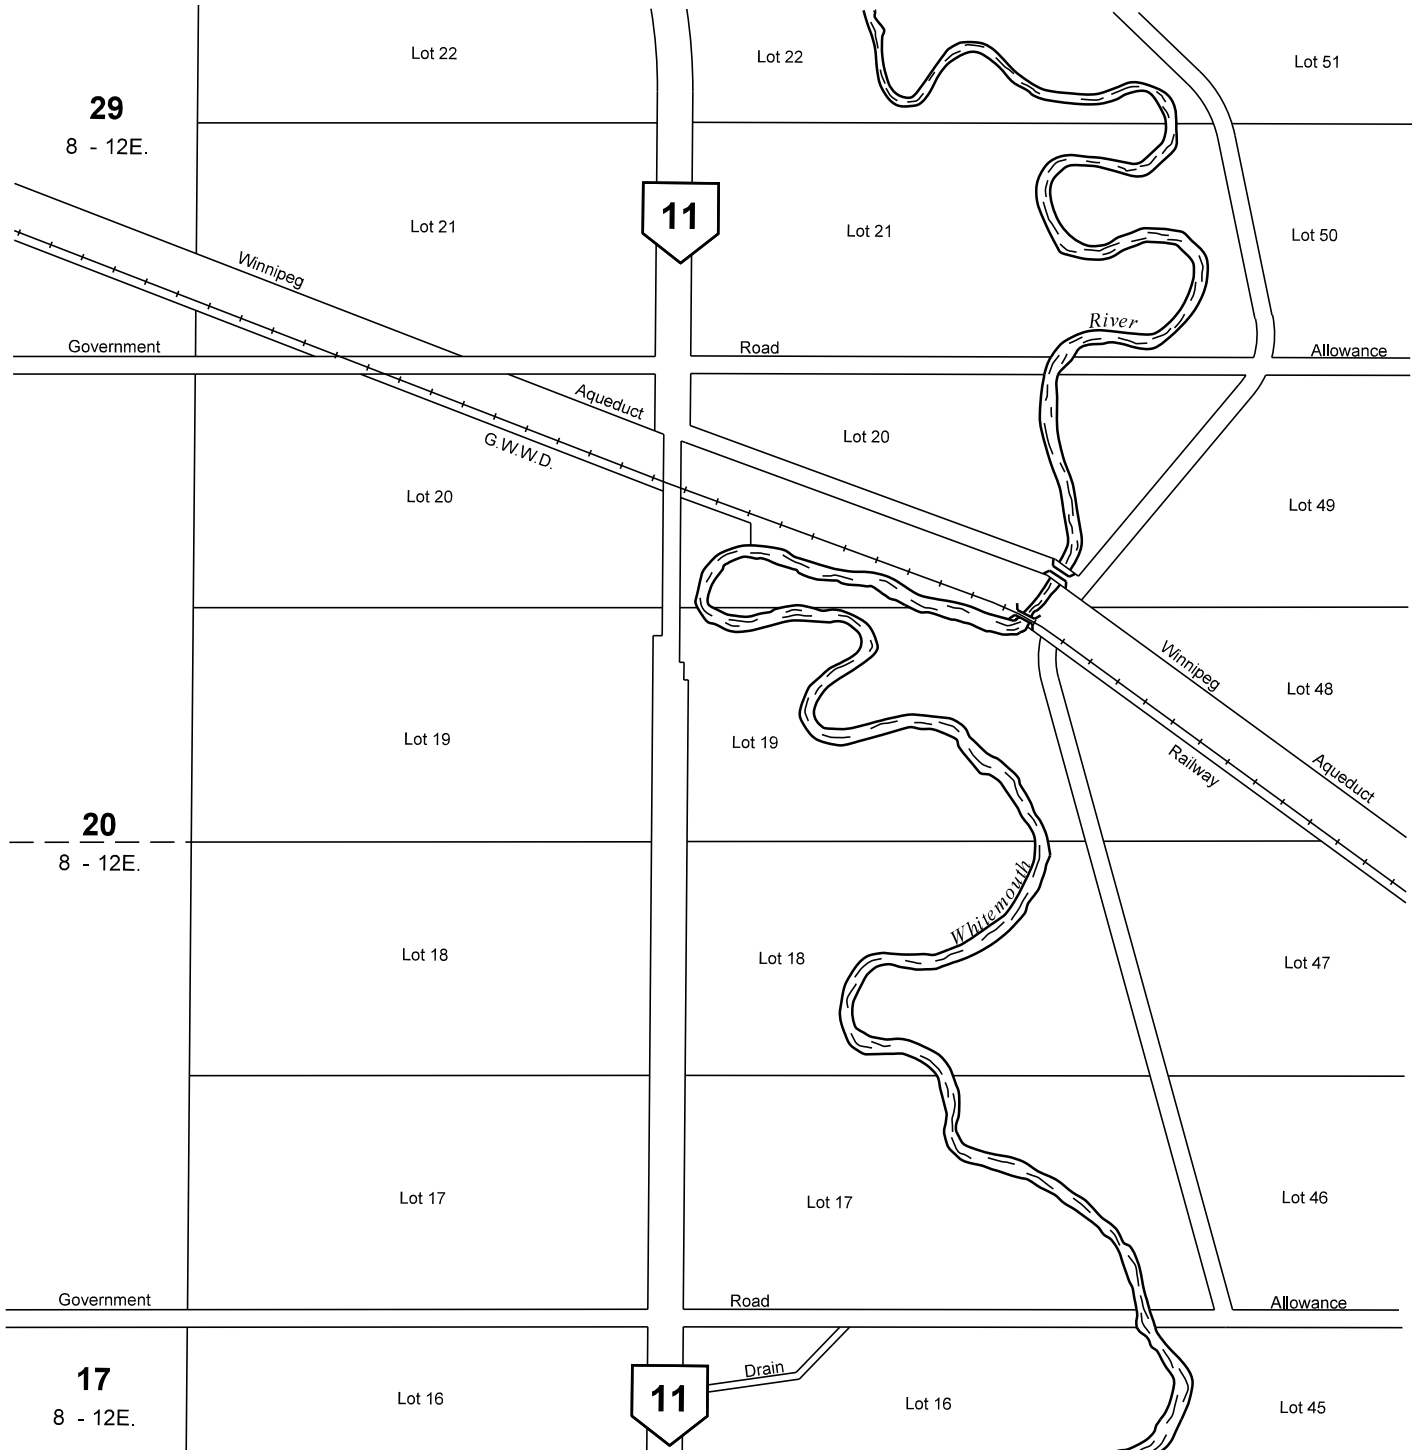 Lot 22
Lot 22
Lot 51
29
8 - 12E.
11
Lot 21
Lot 21
Lot 50
Winnipeg
River
Government
Road
Allowance
Aqueduct
G.W.W.D.
Lot 20
Lot 20
Lot 49
Winnipeg
Lot 48
Lot 19
Lot 19
Railway
Aqueduct
20
8 - 12E.
Whitemouth
Lot 18
Lot 18
Lot 47
Lot 17
Lot 17
Lot 46
Government
Road
Allowance
17
8 - 12E.
Drain
Lot 16
11
Lot 16
Lot 45